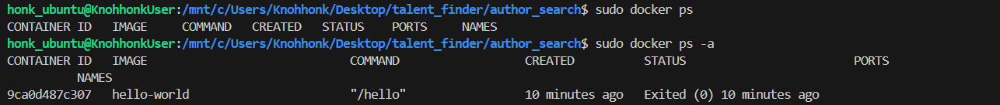 honk_ubuntu@KnohhonkUser:/mnt/c/Users/Knohhonk/Desktop/talent_finder/author_search$ sudo docker ps
CONTAINER ID   IMAGE     COMMAND   CREATED   STATUS    PORTS     NAMES
honk_ubuntu@KnohhonkUser:/mnt/c/Users/Knohhonk/Desktop/talent_finder/author_search$ sudo docker ps -a
CONTAINER ID   IMAGE                             COMMAND                  CREATED          STATUS                        PORTS
NAMES
9ca0d487c307   hello-world                       "/hello"                 10 minutes ago   Exited (0) 10 minutes ago